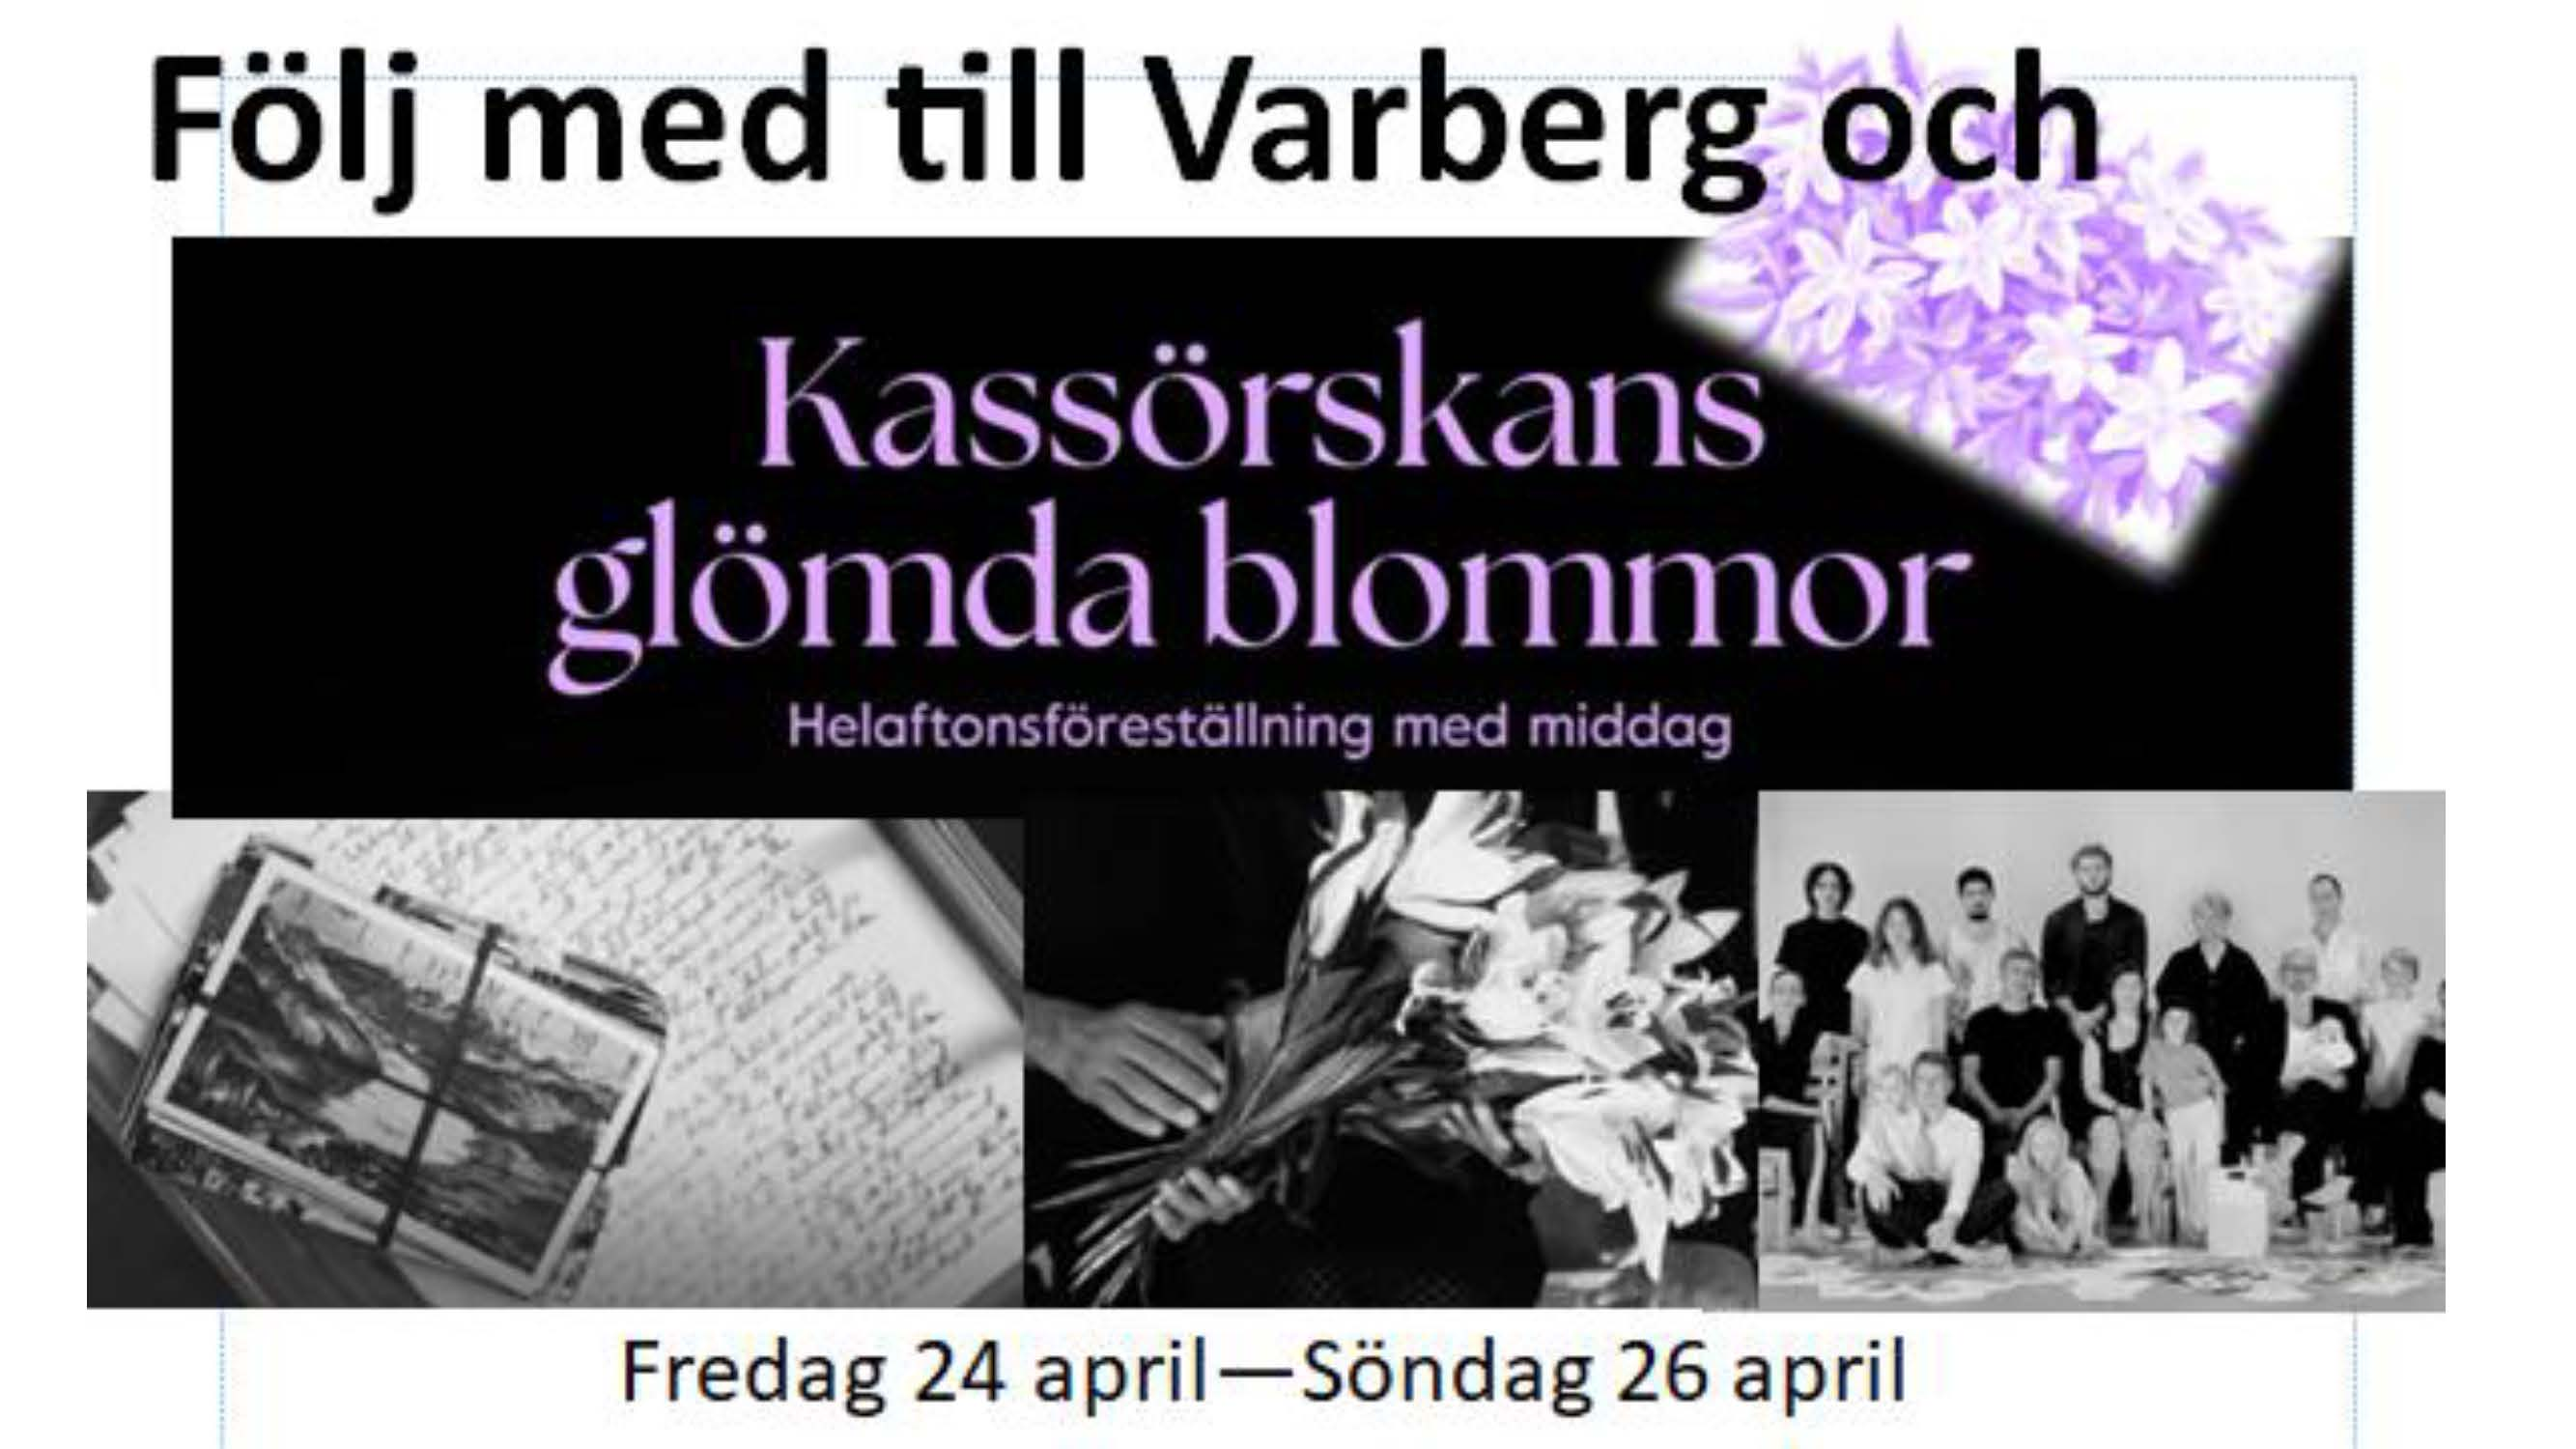 Följ med till Varberg och
Kassörskans
glömda blommor
Helaftonsföreställning med middag
Fredag 24 april—Söndag 26 april